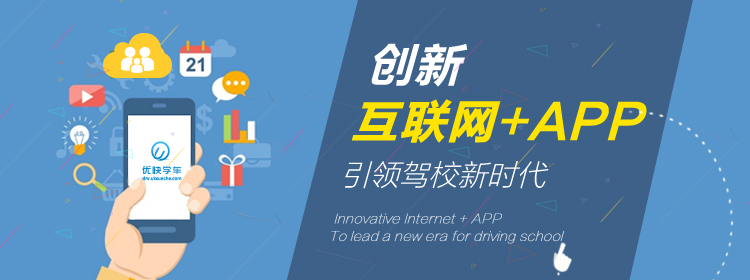 21
优快学车
创新
互联网+APP
引领驾校新时代
Innovative Internet + APP
To lead a new era for driving school